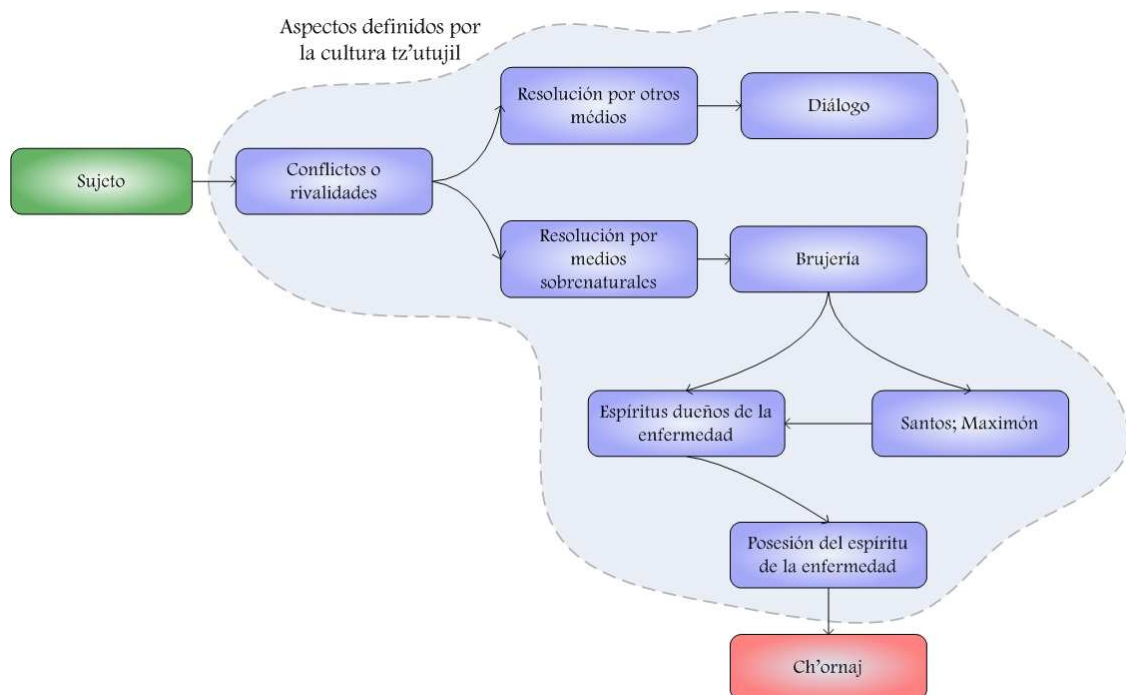 Aspectos definidos por
la cultura tz'utujil
Resolución por otros
médios
Diálogo
Sujeto
Conflictos o
rivalidades
Resolución por
medios
sobrenaturales
Brujería
Espíritus dueños de la
enfermedad
Santos; Maximón
Posesión del espíritu
de la enfermedad
Ch'ornaj